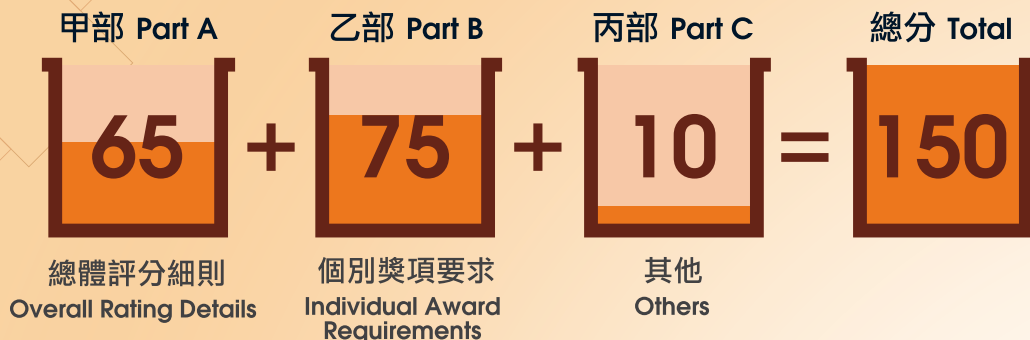 甲部 Part A
乙部 Part B
丙部 Part C
總分 Total
65 + 75 + 10 = 150
總體評分細則
Overall Rating Details
個別獎項要求
Individual Award
Requirements
其他
Others